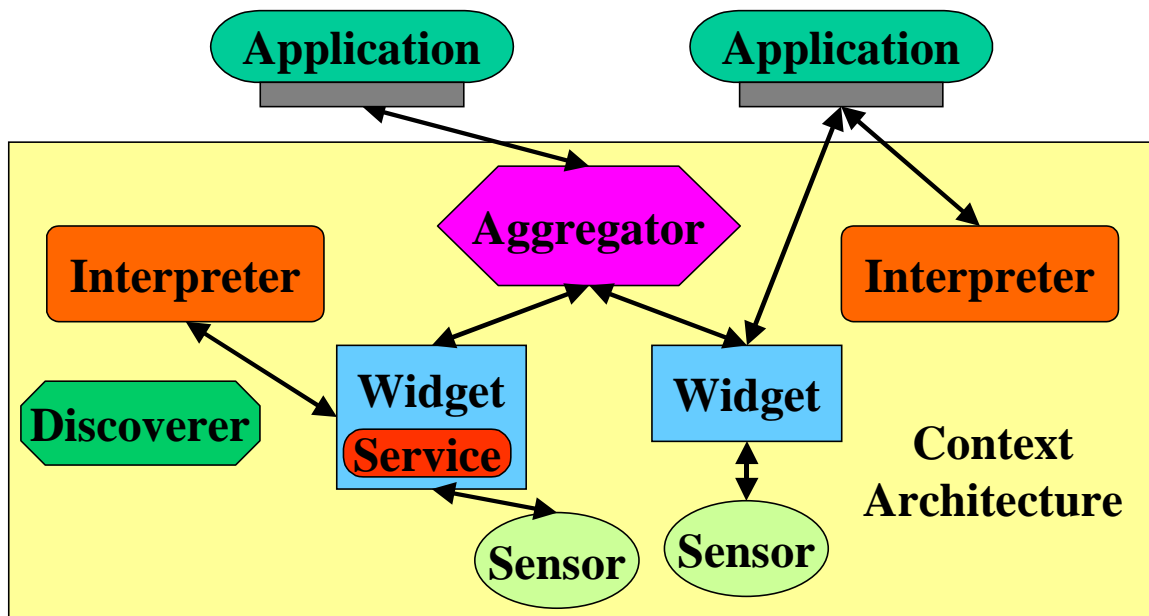 Application
Application
Aggregator
Interpreter
Interpreter
Widget
Widget
Discoverer
Service
Context
Architecture
Sensor
Sensor